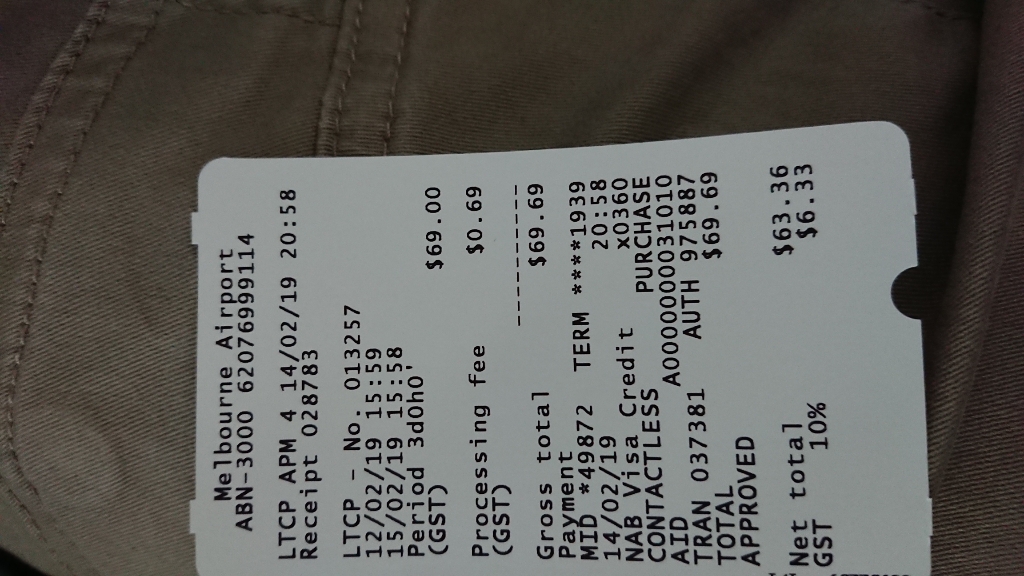 Melbourne Airport
ABN-3000 62076999114
LTCP APM 4 14/02/19 20:58
Receipt 028783
LTCP - No. 013257
12/02/19 15:59
15/02/19 15:58
Period 3d0h0'
(GST) $69.00
Processing fee
(GST) $0.69
----------
Gross total $69.69
Payment
MID *49872 TERM ****1939
14/02/19 20:58
NAB Visa Credit x0360
CONTACTLESS PURCHASE
AID A0000000031010
TRAN 037381 AUTH 975887
TOTAL $69.69
APPROVED
Net total $63.36
GST 10% $6.33